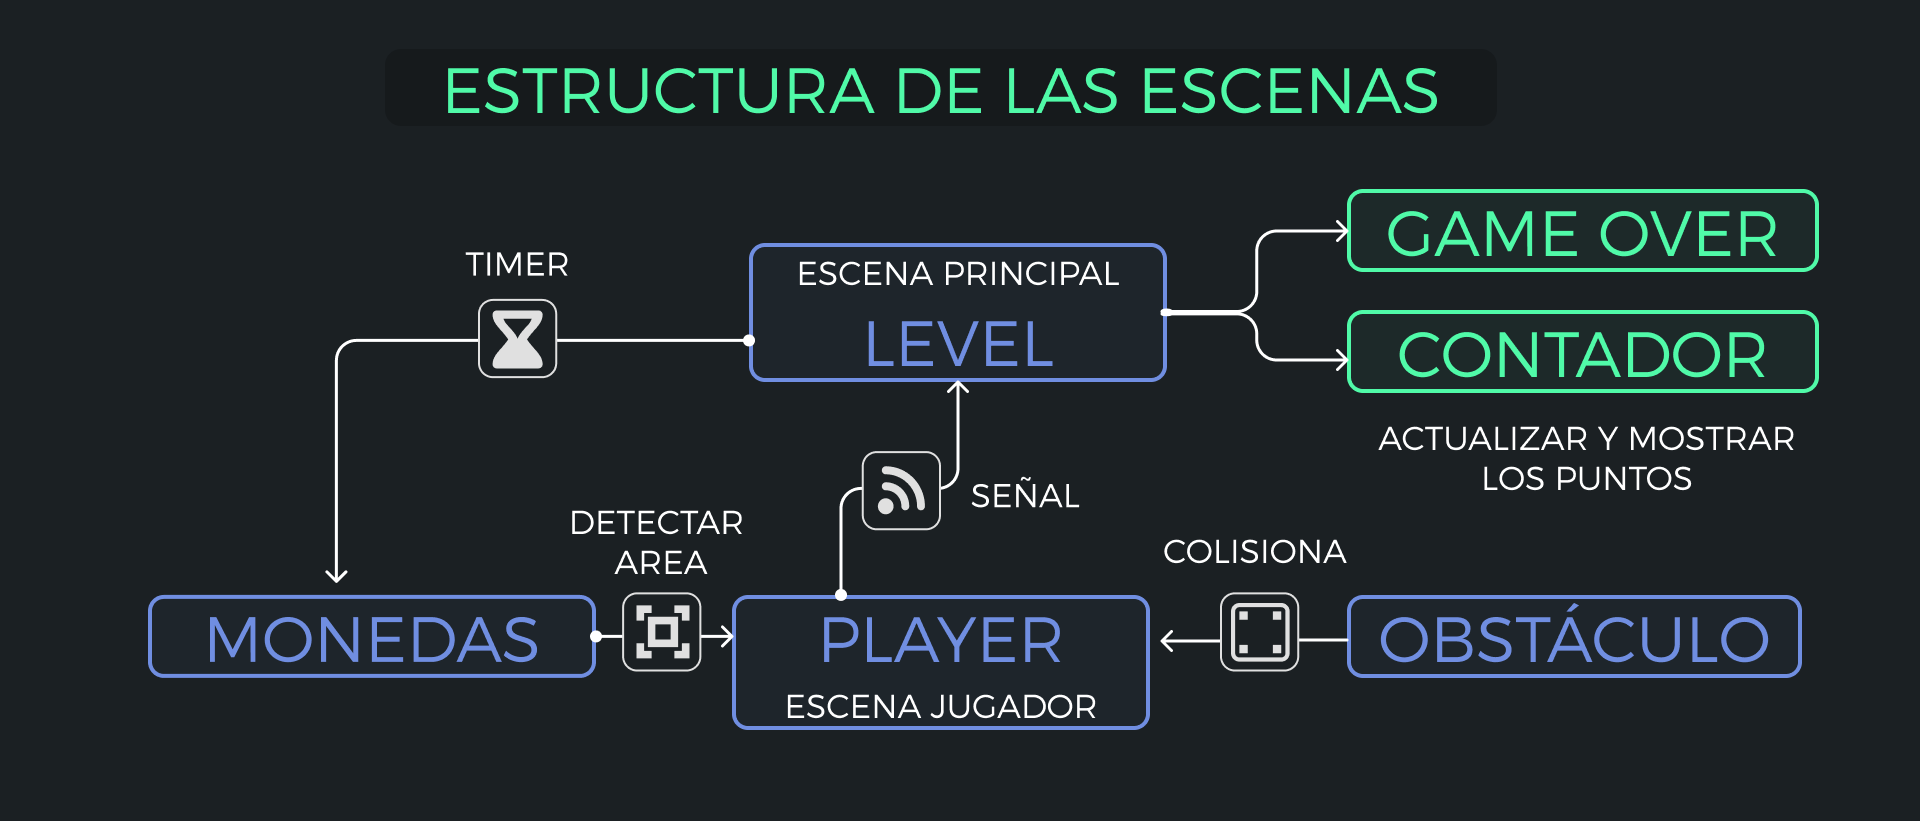 ESTRUCTURA DE LAS ESCENAS
GAME OVER
TIMER
ESCENA PRINCIPAL
LEVEL
CONTADOR
ACTUALIZAR Y MOSTRAR
LOS PUNTOS
SEÑAL
DETECTAR
AREA
COLISIONA
MONEDAS
PLAYER
ESCENA JUGADOR
OBSTÁCULO